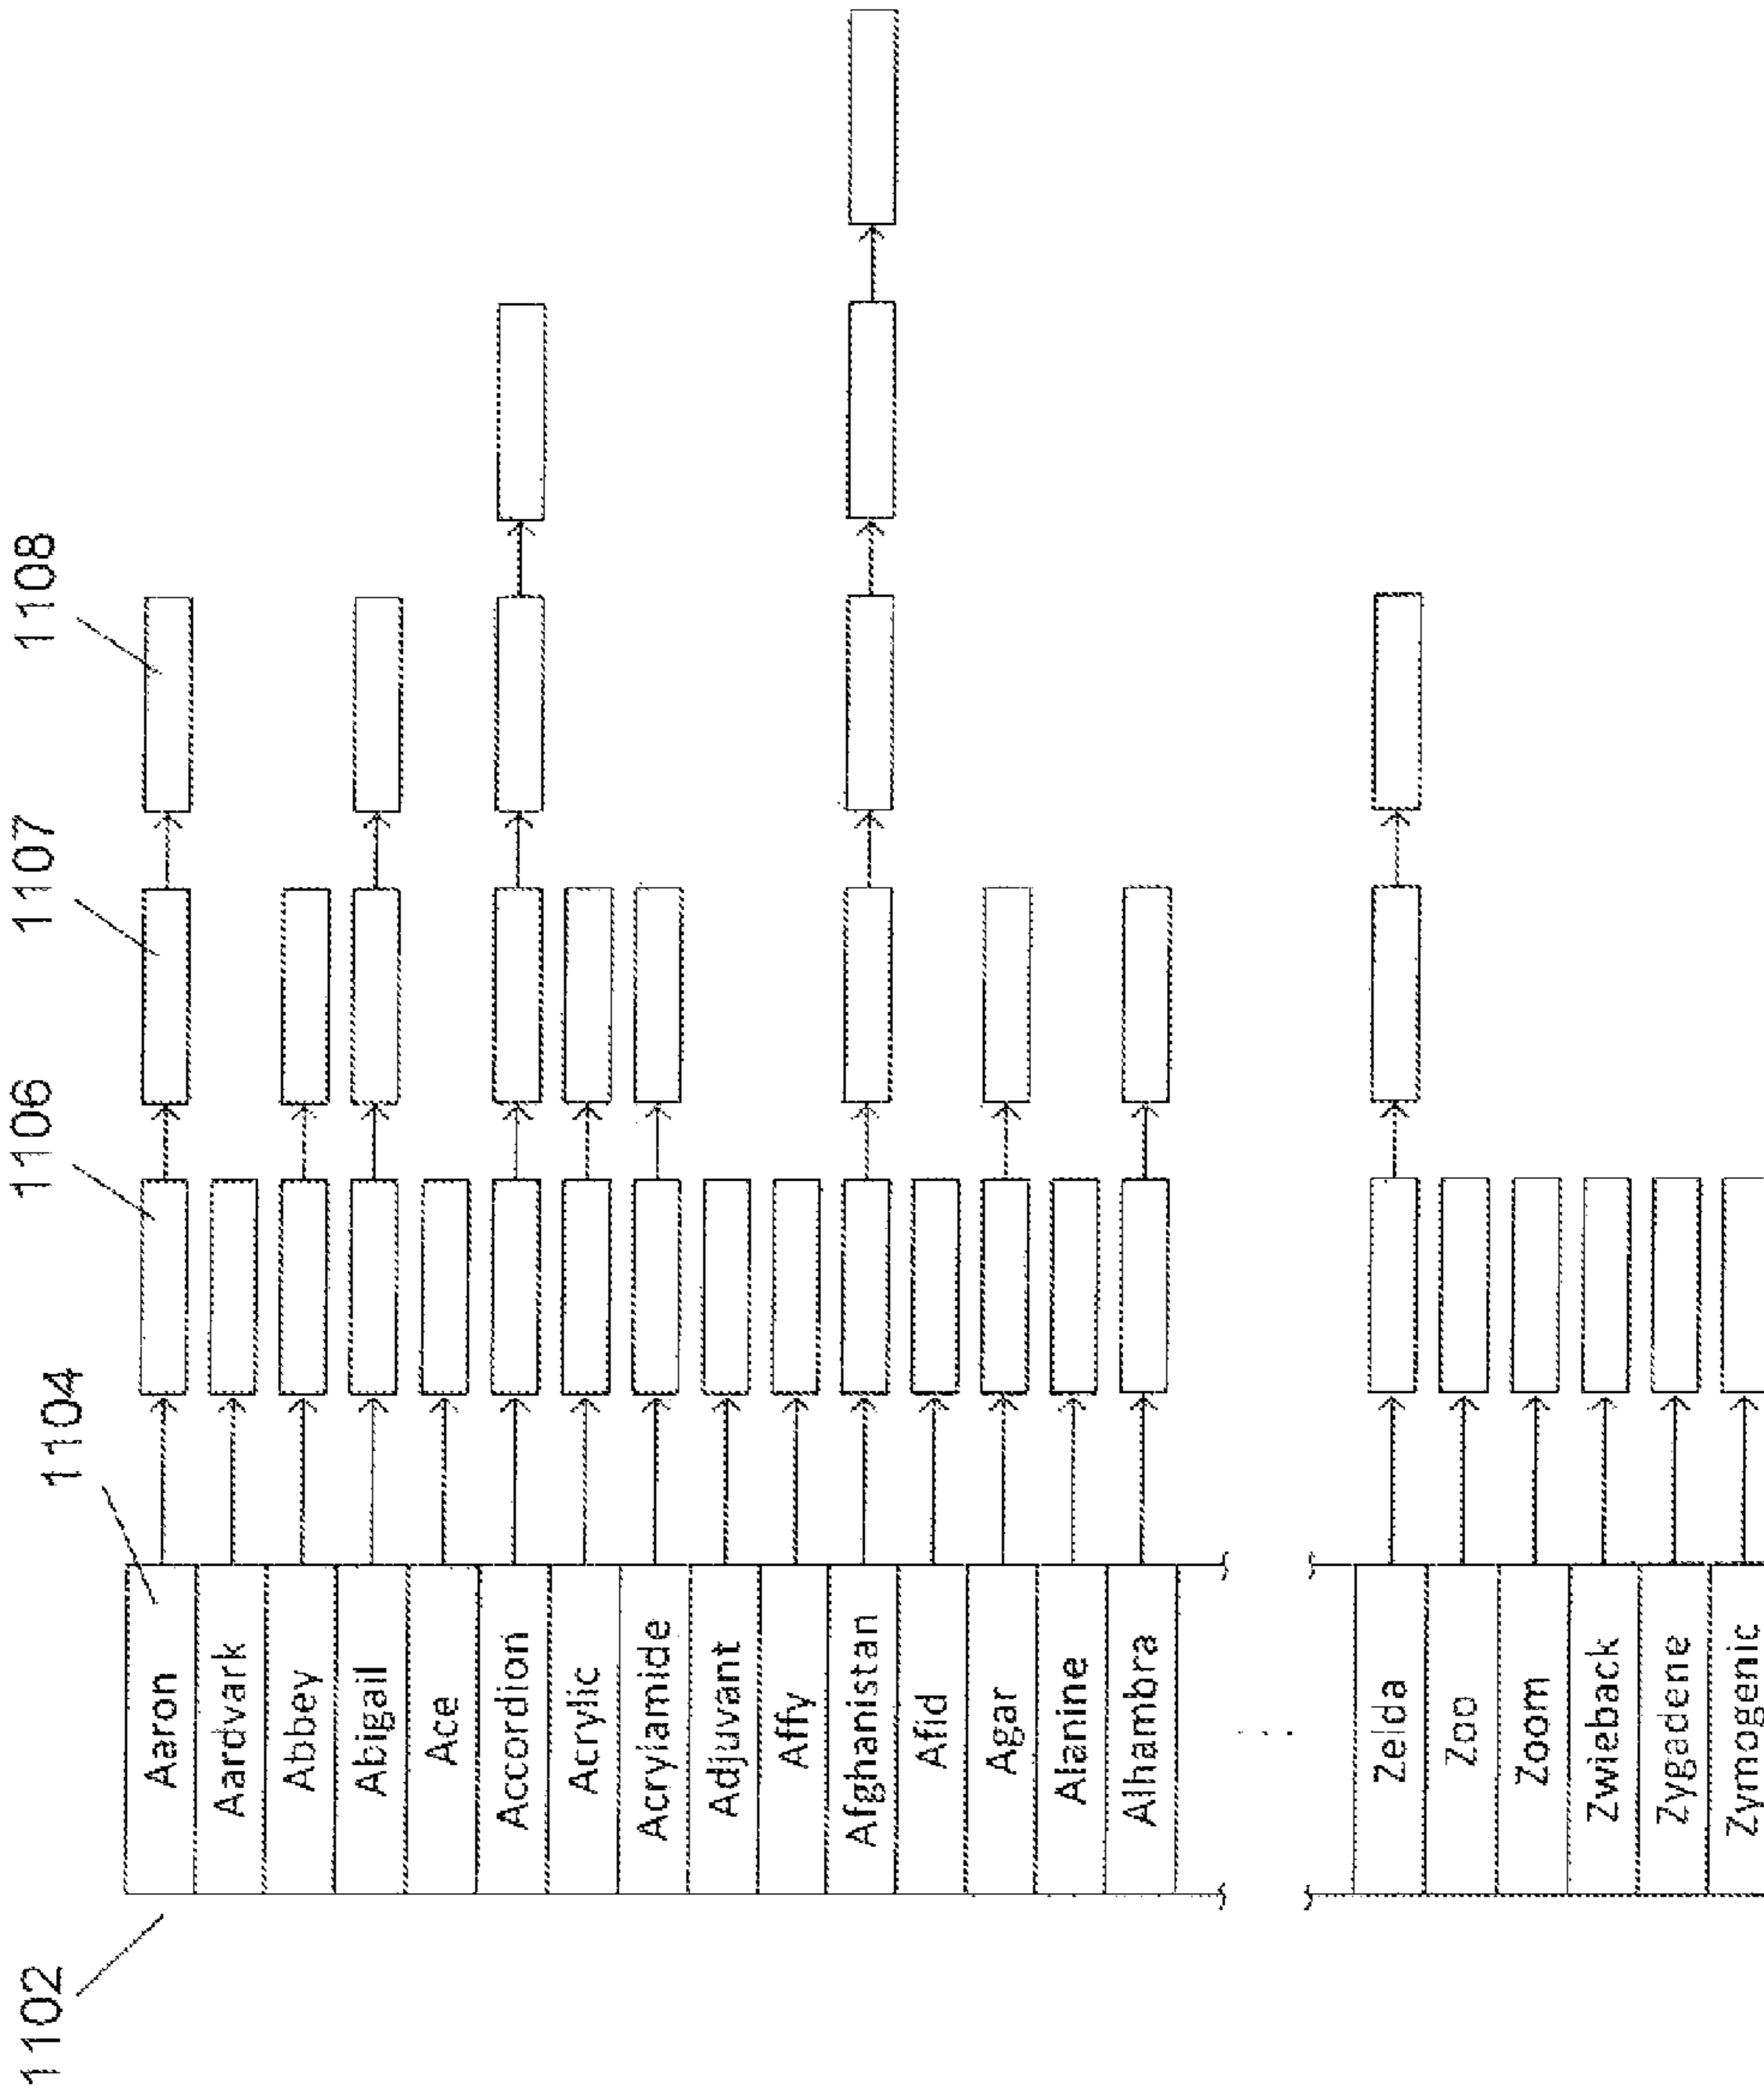 1102
1104
1106
1107
1108
Aaron
Aardvark
Abbey
Abigail
Ace
Accordion
Acrylic
Acrylamide
Adjuvant
Affy
Afghanistan
Afid
Agar
Alanine
Alhambra
. . .
Zelda
Zoo
Zoom
Zwieback
Zygadene
Zymogenic